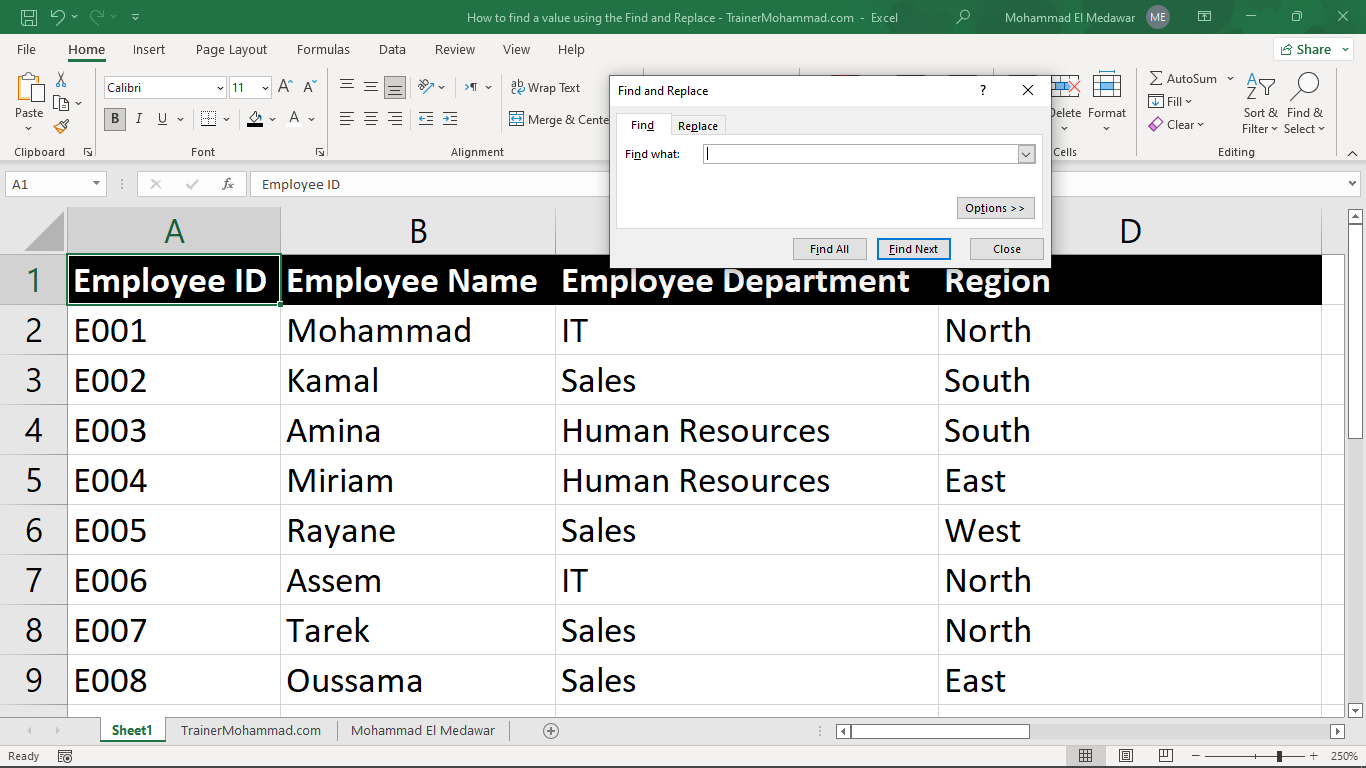 How to find a value using the Find and Replace - TrainerMohammad.com - Excel
Mohammad El Medawar ME
File Home Insert Page Layout Formulas Data Review View Help Share
Paste
Calibri 11
B I U A
Wrap Text
Merge & Cente
Delete Format
AutoSum
Fill
Clear
Sort & Filter
Find & Select
Clipboard Font Alignment Cells Editing
Find and Replace ? ×
Find Replace
Find what:
Options >>
Find All Find Next Close
A1 fx Employee ID
A B D
1 Employee ID Employee Name Employee Department Region
2 E001 Mohammad IT North
3 E002 Kamal Sales South
4 E003 Amina Human Resources South
5 E004 Miriam Human Resources East
6 E005 Rayane Sales West
7 E006 Assem IT North
8 E007 Tarek Sales North
9 E008 Oussama Sales East
Sheet1 TrainerMohammad.com Mohammad El Medawar
Ready 250%